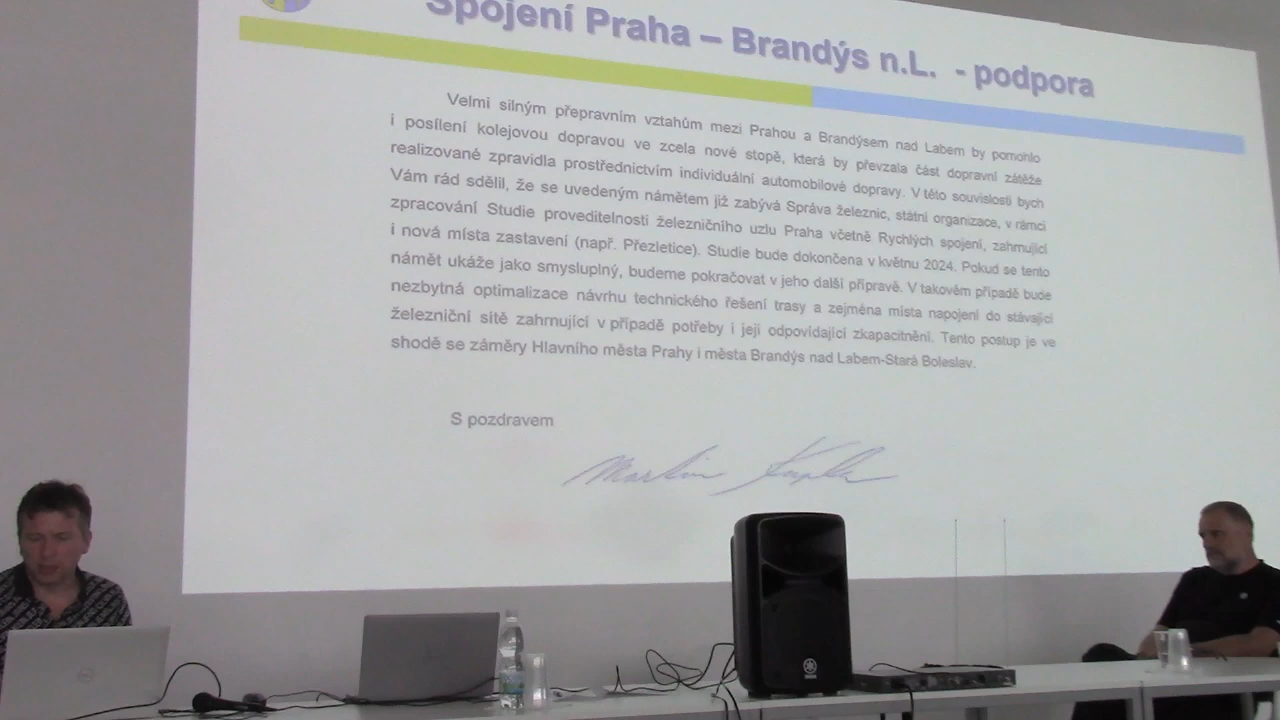 Spojení Praha – Brandýs n.L. - podpora
Velmi silným přepravním vztahům mezi Prahou a Brandýsem nad Labem by pomohlo
i posílení kolejovou dopravou ve zcela nové stopě, která by převzala část dopravní zátěže
realizované zpravidla prostřednictvím individuální automobilové dopravy. V této souvislosti bych
Vám rád sdělil, že se uvedeným námětem již zabývá Správa železnic, státní organizace, v rámci
zpracování Studie proveditelnosti železničního uzlu Praha včetně Rychlých spojení, zahrnující
i nová místa zastavení (např. Přezletice). Studie bude dokončena v květnu 2024. Pokud se tento
námět ukáže jako smysluplný, budeme pokračovat v jeho další přípravě. V takovém případě bude
nezbytná optimalizace návrhu technického řešení trasy a zejména místa napojení do stávající
železniční sítě zahrnující v případě potřeby i její odpovídající zkapacitnění. Tento postup je ve
shodě se záměry Hlavního města Prahy i města Brandýs nad Labem-Stará Boleslav.
S pozdravem
Martin Kupka
DELL
YAMAHA